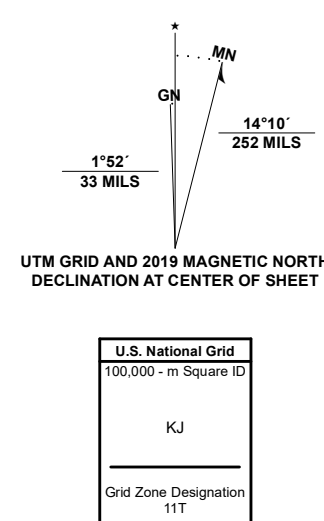 ★
MN
GN
14°10´
252 MILS
1°52´
33 MILS
UTM GRID AND 2019 MAGNETIC NORTH
DECLINATION AT CENTER OF SHEET
U.S. National Grid
100,000 - m Square ID
KJ
Grid Zone Designation
11T